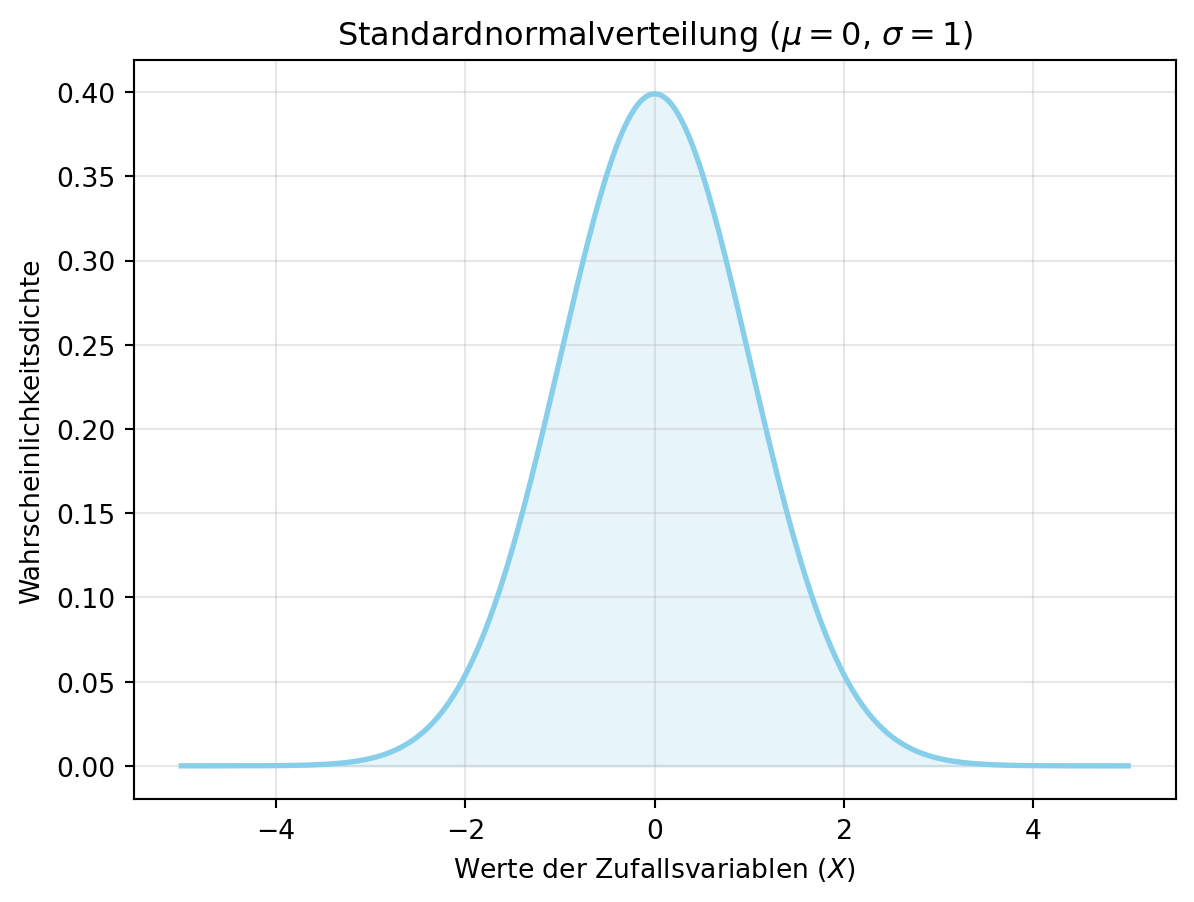 Standardnormalverteilung (μ = 0, σ = 1)
0.40
0.35
0.30
0.25
0.20
0.15
0.10
0.05
0.00
Wahrscheinlichkeitsdichte
−4 −2 0 2 4
Werte der Zufallsvariablen (X)